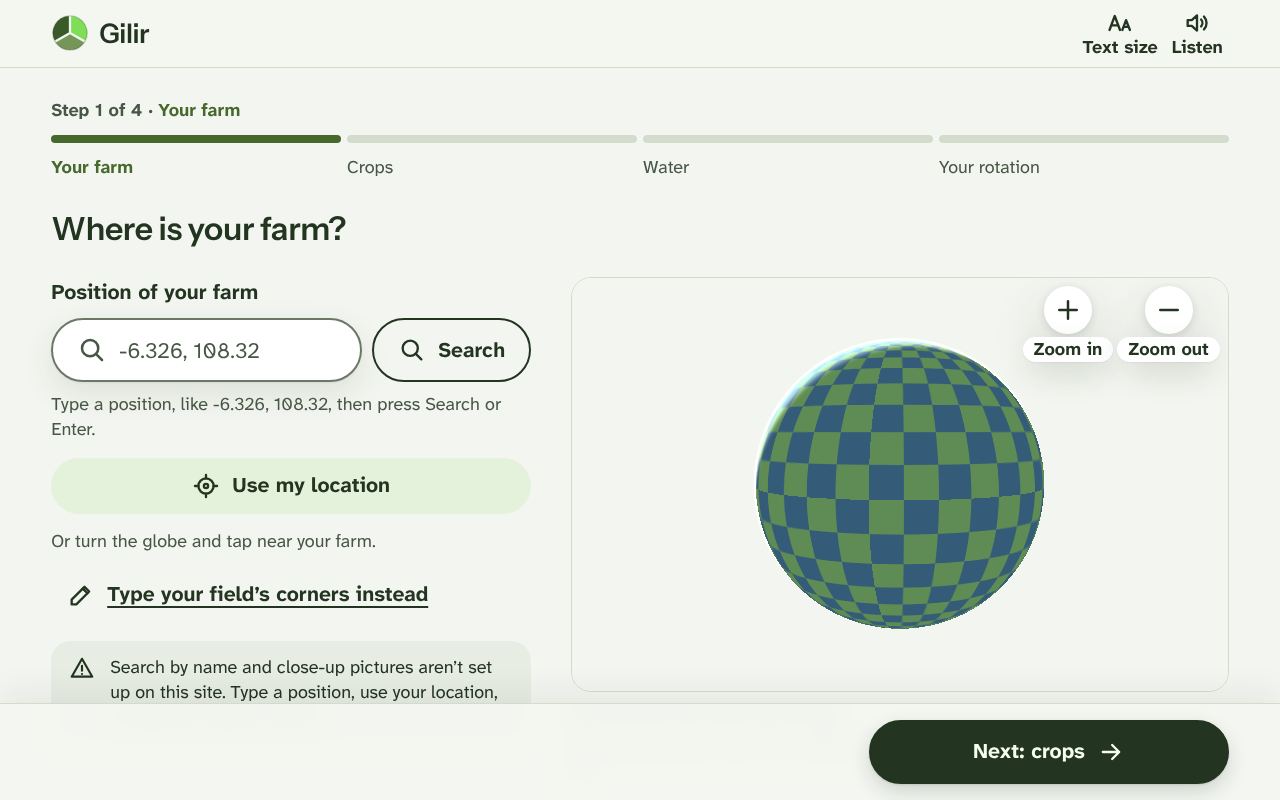 Gilir
Text size
Listen
Step 1 of 4 · Your farm
Your farm
Crops
Water
Your rotation
Where is your farm?
Position of your farm
-6.326, 108.32
Search
Type a position, like -6.326, 108.32, then press Search or
Enter.
Use my location
Or turn the globe and tap near your farm.
Type your field’s corners instead
Search by name and close-up pictures aren’t set
up on this site. Type a position, use your location,
Zoom in
Zoom out
Next: crops